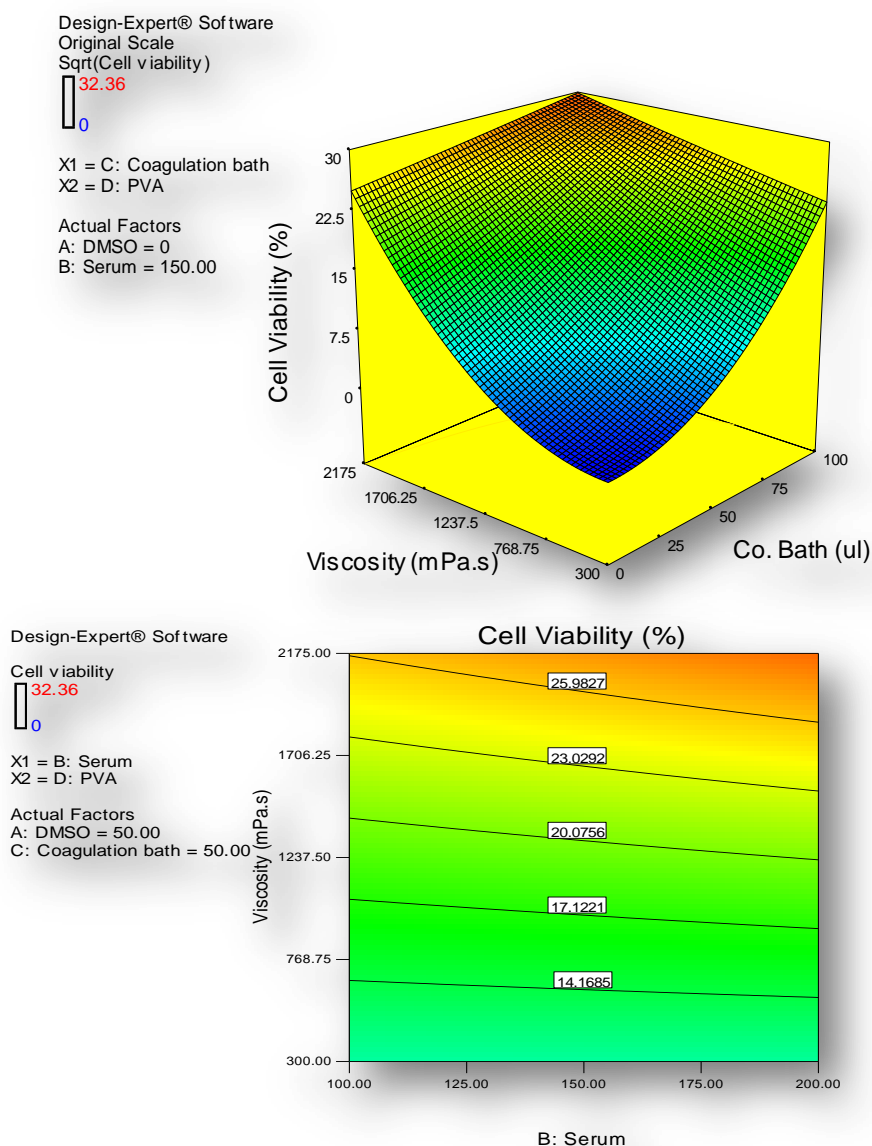 Design-Expert® Software
Original Scale
Sqrt(Cell viability)
32.36
0
X1 = C: Coagulation bath
X2 = D: PVA
Actual Factors
A: DMSO = 0
B: Serum = 150.00
Cell Viability (%)
30
22.5
15
7.5
0
2175
1706.25
1237.5
768.75
300
Viscosity (mPa.s)
0
25
50
75
100
Co. Bath (ul)
Design-Expert® Software
Cell viability
32.36
0
X1 = B: Serum
X2 = D: PVA
Actual Factors
A: DMSO = 50.00
C: Coagulation bath = 50.00
Cell Viability (%)
Viscosity (mPa.s)
2175.00
1706.25
1237.50
768.75
300.00
25.9827
23.0292
20.0756
17.1221
14.1685
100.00 125.00 150.00 175.00 200.00
B: Serum